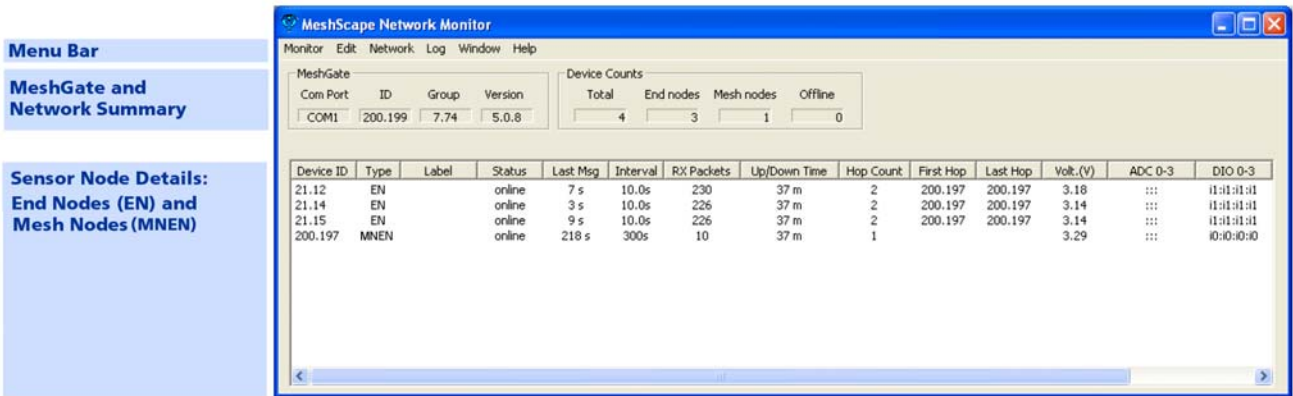 MeshScape Network Monitor
Menu Bar
Monitor Edit Network Log Window Help
MeshGate and
Network Summary
MeshGate
Com Port ID Group Version
COM1 200.199 7.74 5.0.8
Device Counts
Total End nodes Mesh nodes Offline
4 3 1 0
Sensor Node Details:
End Nodes (EN) and
Mesh Nodes (MNEN)
Device ID Type Label Status Last Msg Interval RX Packets Up/Down Time Hop Count First Hop Last Hop Volt.(V) ADC 0-3 DIO 0-3
21.12 EN online 7 s 10.0s 230 37 m 2 200.197 200.197 3.18 ::: i1:i1:i1:i1
21.14 EN online 3 s 10.0s 226 37 m 2 200.197 200.197 3.14 ::: i1:i1:i1:i1
21.15 EN online 9 s 10.0s 226 37 m 2 200.197 200.197 3.14 ::: i1:i1:i1:i1
200.197 MNEN online 218 s 300s 10 37 m 1 3.29 ::: i0:i0:i0:i0